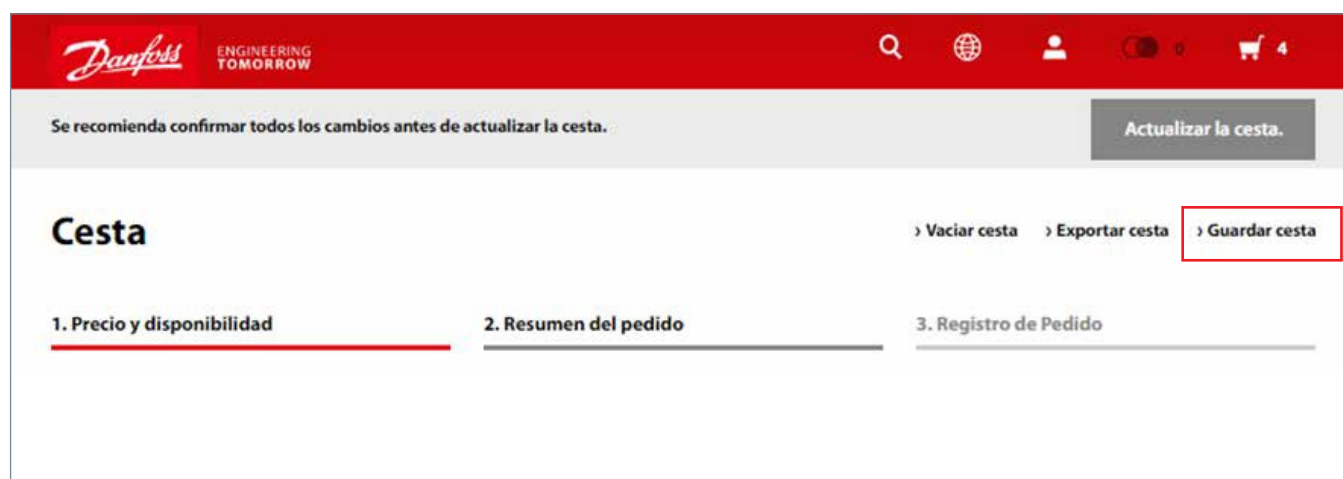 Danfoss
ENGINEERING
TOMORROW
0
4
Se recomienda confirmar todos los cambios antes de actualizar la cesta.
Actualizar la cesta.
Cesta
› Vaciar cesta › Exportar cesta › Guardar cesta
1. Precio y disponibilidad
2. Resumen del pedido
3. Registro de Pedido